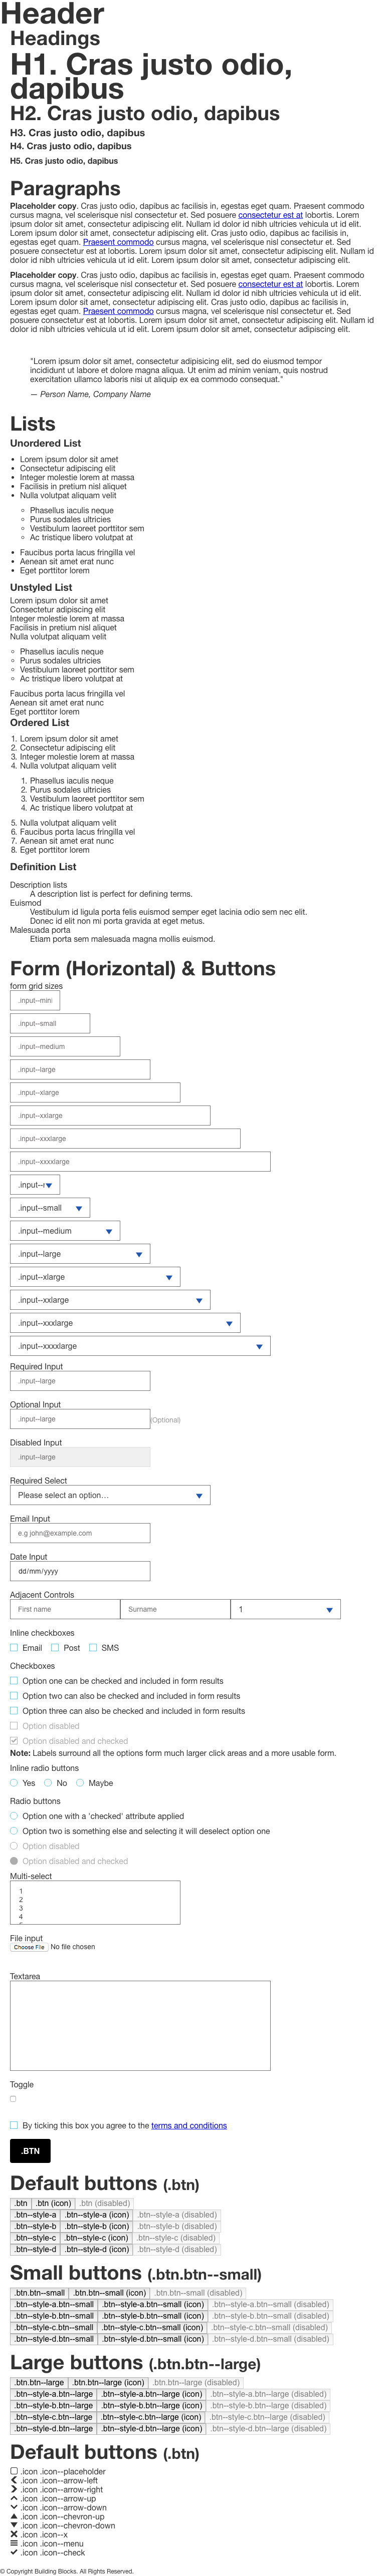 Header
Headings
H1. Cras justo odio,
dapibus
H2. Cras justo odio, dapibus
H3. Cras justo odio, dapibus
H4. Cras justo odio, dapibus
H5. Cras justo odio, dapibus
Paragraphs
Placeholder copy. Cras justo odio, dapibus ac facilisis in, egestas eget quam. Praesent commodo
cursus magna, vel scelerisque nisl consectetur et. Sed posuere consectetur est at lobortis. Lorem
ipsum dolor sit amet, consectetur adipisicing elit. Nullam id dolor id nibh ultricies vehicula ut id elit.
Lorem ipsum dolor sit amet, consectetur adipisicing elit. Cras justo odio, dapibus ac facilisis in,
egestas eget quam. Praesent commodo cursus magna, vel scelerisque nisl consectetur et. Sed
posuere consectetur est at lobortis. Lorem ipsum dolor sit amet, consectetur adipisicing elit. Nullam id
dolor id nibh ultricies vehicula ut id elit. Lorem ipsum dolor sit amet, consectetur adipisicing elit.
Placeholder copy. Cras justo odio, dapibus ac facilisis in, egestas eget quam. Praesent commodo
cursus magna, vel scelerisque nisl consectetur et. Sed posuere consectetur est at lobortis. Lorem
ipsum dolor sit amet, consectetur adipisicing elit. Nullam id dolor id nibh ultricies vehicula ut id elit.
Lorem ipsum dolor sit amet, consectetur adipisicing elit. Cras justo odio, dapibus ac facilisis in,
egestas eget quam. Praesent commodo cursus magna, vel scelerisque nisl consectetur et. Sed
posuere consectetur est at lobortis. Lorem ipsum dolor sit amet, consectetur adipisicing elit. Nullam id
dolor id nibh ultricies vehicula ut id elit. Lorem ipsum dolor sit amet, consectetur adipisicing elit.
"Lorem ipsum dolor sit amet, consectetur adipisicing elit, sed do eiusmod tempor
incididunt ut labore et dolore magna aliqua. Ut enim ad minim veniam, quis nostrud
exercitation ullamco laboris nisi ut aliquip ex ea commodo consequat."
— Person Name, Company Name
Lists
Unordered List
• Lorem ipsum dolor sit amet
• Consectetur adipiscing elit
• Integer molestie lorem at massa
• Facilisis in pretium nisl aliquet
• Nulla volutpat aliquam velit
◦ Phasellus iaculis neque
◦ Purus sodales ultricies
◦ Vestibulum laoreet porttitor sem
◦ Ac tristique libero volutpat at
• Faucibus porta lacus fringilla vel
• Aenean sit amet erat nunc
• Eget porttitor lorem
Unstyled List
Lorem ipsum dolor sit amet
Consectetur adipiscing elit
Integer molestie lorem at massa
Facilisis in pretium nisl aliquet
Nulla volutpat aliquam velit
◦ Phasellus iaculis neque
◦ Purus sodales ultricies
◦ Vestibulum laoreet porttitor sem
◦ Ac tristique libero volutpat at
Faucibus porta lacus fringilla vel
Aenean sit amet erat nunc
Eget porttitor lorem
Ordered List
1. Lorem ipsum dolor sit amet
2. Consectetur adipiscing elit
3. Integer molestie lorem at massa
4. Nulla volutpat aliquam velit
1. Phasellus iaculis neque
2. Purus sodales ultricies
3. Vestibulum laoreet porttitor sem
4. Ac tristique libero volutpat at
5. Nulla volutpat aliquam velit
6. Faucibus porta lacus fringilla vel
7. Aenean sit amet erat nunc
8. Eget porttitor lorem
Definition List
Description lists
A description list is perfect for defining terms.
Euismod
Vestibulum id ligula porta felis euismod semper eget lacinia odio sem nec elit.
Donec id elit non mi porta gravida at eget metus.
Malesuada porta
Etiam porta sem malesuada magna mollis euismod.
Form (Horizontal) & Buttons
form grid sizes
.input--mini
.input--small
.input--medium
.input--large
.input--xlarge
.input--xxlarge
.input--xxxlarge
.input--xxxxlarge
.input--
.input--small
.input--medium
.input--large
.input--xlarge
.input--xxlarge
.input--xxxlarge
.input--xxxxlarge
Required Input
.input--large
Optional Input
.input--large (Optional)
Disabled Input
.input--large
Required Select
Please select an option…
Email Input
e.g john@example.com
Date Input
dd/mm/yyyy
Adjacent Controls
First name Surname 1
Inline checkboxes
Email Post SMS
Checkboxes
Option one can be checked and included in form results
Option two can also be checked and included in form results
Option three can also be checked and included in form results
Option disabled
Option disabled and checked
Note: Labels surround all the options form much larger click areas and a more usable form.
Inline radio buttons
Yes No Maybe
Radio buttons
Option one with a 'checked' attribute applied
Option two is something else and selecting it will deselect option one
Option disabled
Option disabled and checked
Multi-select
1
2
3
4
File input
Choose File No file chosen
Textarea
Toggle
By ticking this box you agree to the terms and conditions
.BTN
Default buttons (.btn)
.btn .btn (icon) .btn (disabled)
.btn--style-a .btn--style-a (icon) .btn--style-a (disabled)
.btn--style-b .btn--style-b (icon) .btn--style-b (disabled)
.btn--style-c .btn--style-c (icon) .btn--style-c (disabled)
.btn--style-d .btn--style-d (icon) .btn--style-d (disabled)
Small buttons (.btn.btn--small)
.btn.btn--small .btn.btn--small (icon) .btn.btn--small (disabled)
.btn--style-a.btn--small .btn--style-a.btn--small (icon) .btn--style-a.btn--small (disabled)
.btn--style-b.btn--small .btn--style-b.btn--small (icon) .btn--style-b.btn--small (disabled)
.btn--style-c.btn--small .btn--style-c.btn--small (icon) .btn--style-c.btn--small (disabled)
.btn--style-d.btn--small .btn--style-d.btn--small (icon) .btn--style-d.btn--small (disabled)
Large buttons (.btn.btn--large)
.btn.btn--large .btn.btn--large (icon) .btn.btn--large (disabled)
.btn--style-a.btn--large .btn--style-a.btn--large (icon) .btn--style-a.btn--large (disabled)
.btn--style-b.btn--large .btn--style-b.btn--large (icon) .btn--style-b.btn--large (disabled)
.btn--style-c.btn--large .btn--style-c.btn--large (icon) .btn--style-c.btn--large (disabled)
.btn--style-d.btn--large .btn--style-d.btn--large (icon) .btn--style-d.btn--large (disabled)
Default buttons (.btn)
.icon .icon--placeholder
.icon .icon--arrow-left
.icon .icon--arrow-right
.icon .icon--arrow-up
.icon .icon--arrow-down
.icon .icon--chevron-up
.icon .icon--chevron-down
.icon .icon--x
.icon .icon--menu
.icon .icon--check
© Copyright Building Blocks. All Rights Reserved.